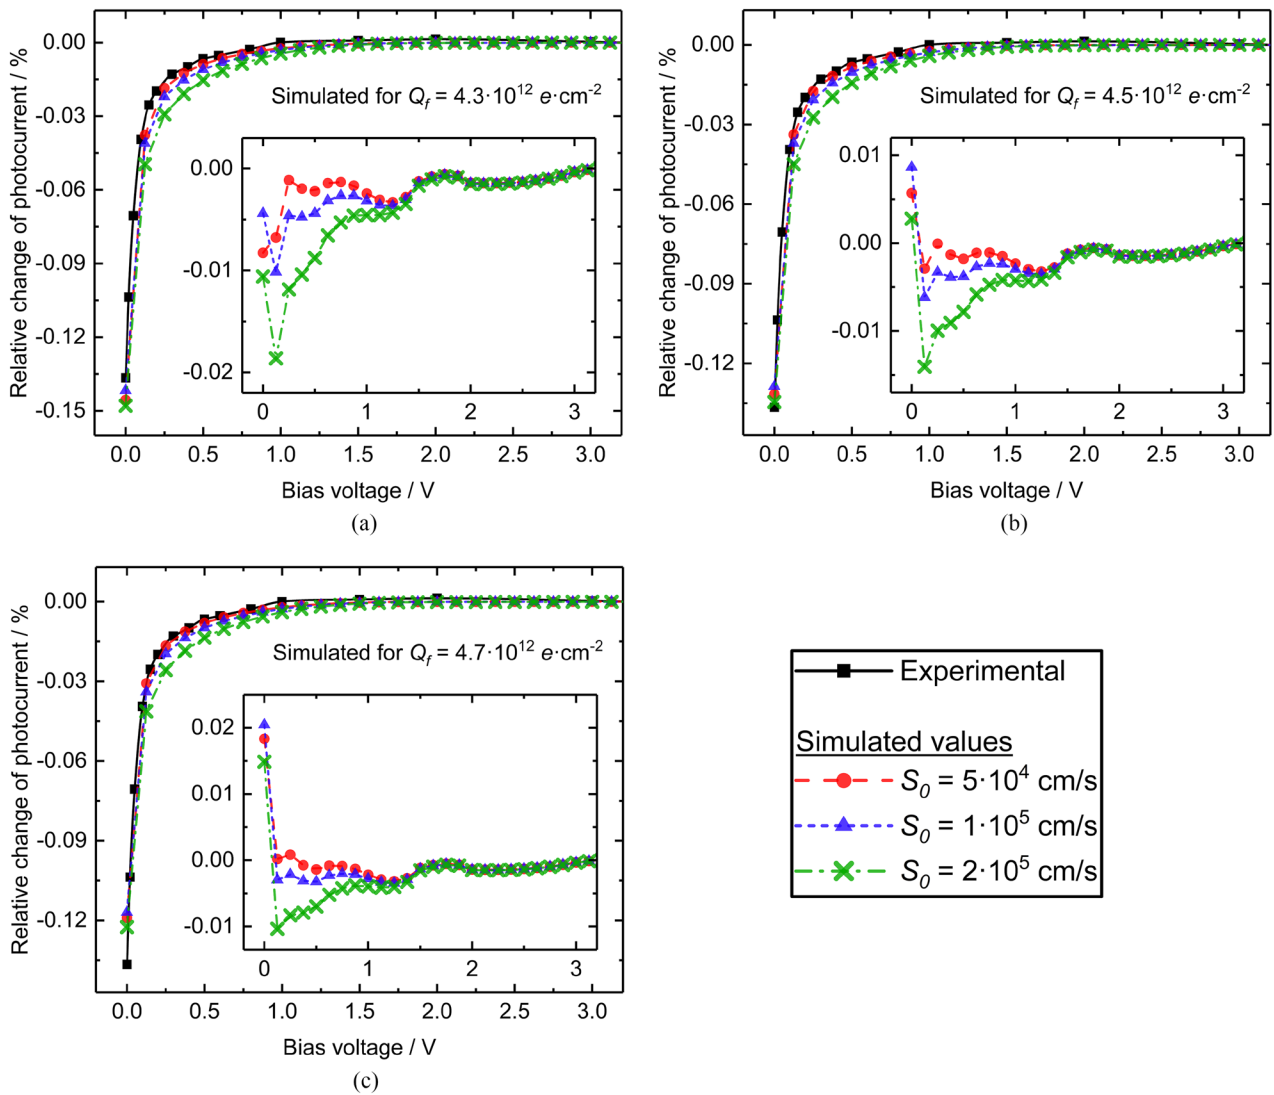 Relative change of photocurrent / %
0.00
-0.03
-0.06
-0.09
-0.12
-0.15
Simulated for Q_f = 4.3·10^12 e·cm^-2
0.00
-0.01
-0.02
0 1 2 3
0.0 0.5 1.0 1.5 2.0 2.5 3.0
Bias voltage / V
(a)
Relative change of photocurrent / %
0.00
-0.03
-0.06
-0.09
-0.12
Simulated for Q_f = 4.5·10^12 e·cm^-2
0.01
0.00
-0.01
0 1 2 3
0.0 0.5 1.0 1.5 2.0 2.5 3.0
Bias voltage / V
(b)
Relative change of photocurrent / %
0.00
-0.03
-0.06
-0.09
-0.12
Simulated for Q_f = 4.7·10^12 e·cm^-2
0.02
0.01
0.00
-0.01
0 1 2 3
0.0 0.5 1.0 1.5 2.0 2.5 3.0
Bias voltage / V
(c)
Experimental
Simulated values
S_0 = 5·10^4 cm/s
S_0 = 1·10^5 cm/s
S_0 = 2·10^5 cm/s